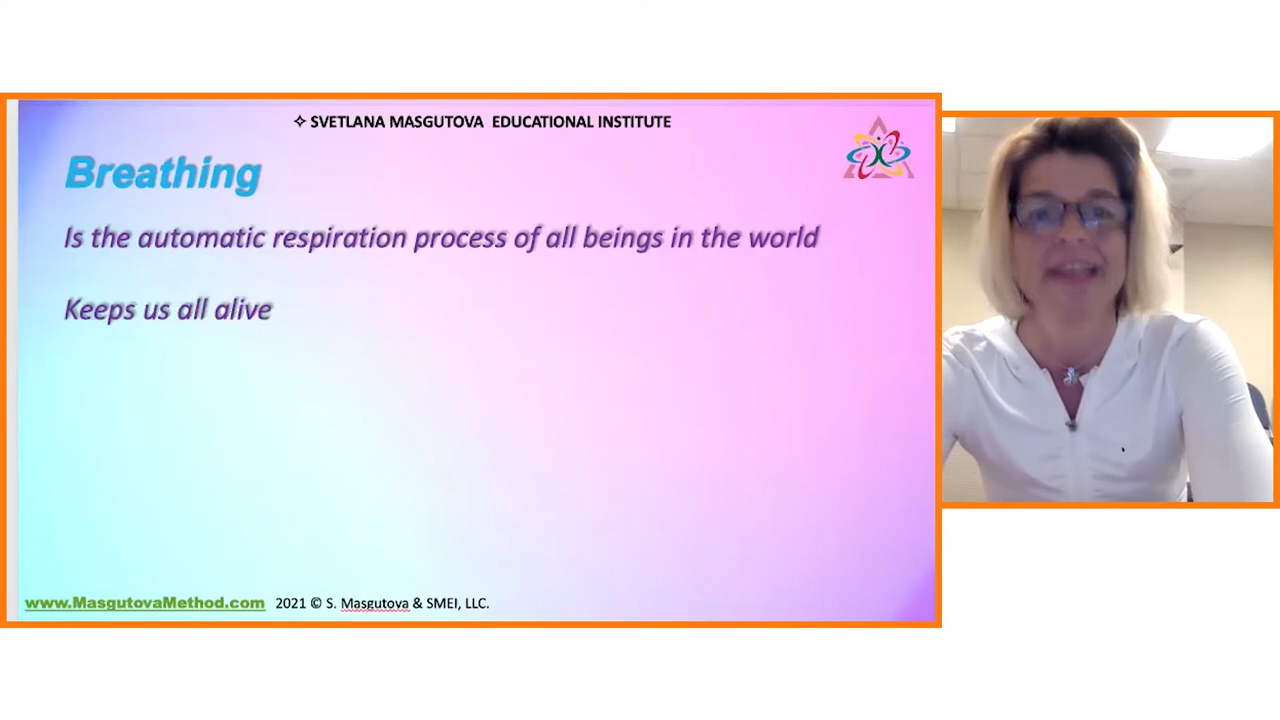 ✧ SVETLANA MASGUTOVA EDUCATIONAL INSTITUTE
Breathing
Is the automatic respiration process of all beings in the world
Keeps us all alive
www.MasgutovaMethod.com 2021 © S. Masgutova & SMEI, LLC.